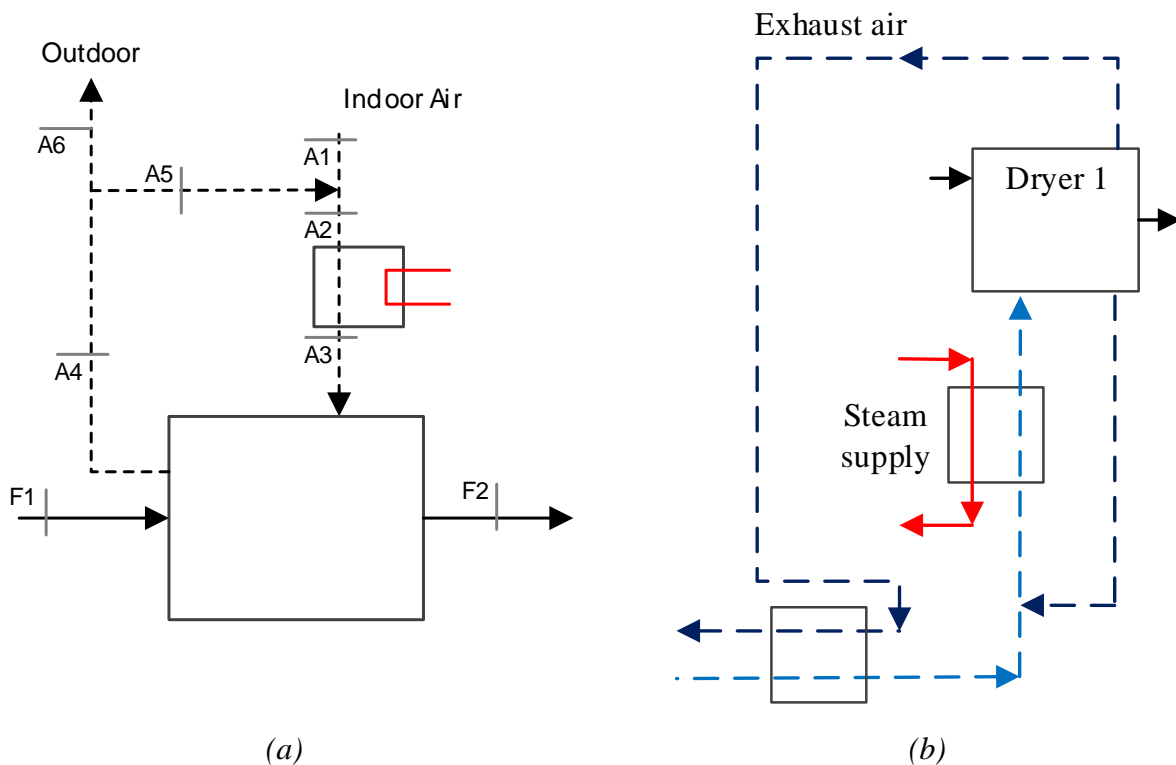 Outdoor
Indoor Air
A6
A1
A5
A2
A3
A4
F1
F2
(a)
Exhaust air
Dryer 1
Steam
supply
(b)